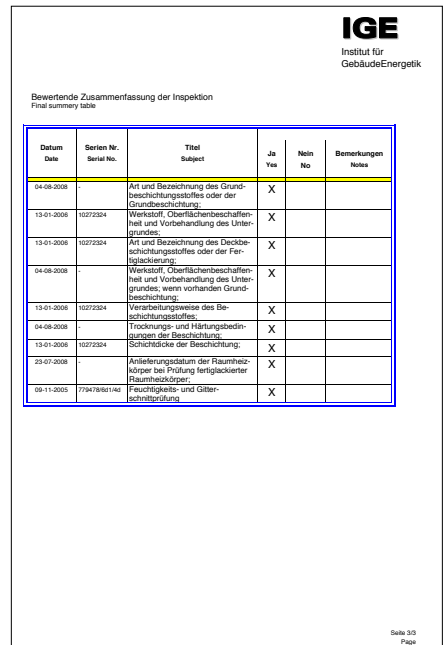 IGE
Institut für
GebäudeEnergetik
Bewertende Zusammenfassung der Inspektion
Final summery table
Datum Serien Nr. Titel Ja Nein Bemerkungen
Date Serial No. Subject Yes No Notes
04-08-2008 - Art und Bezeichnung des Grund- X
beschichtungsstoffes oder der
Grundbeschichtung;
13-01-2006 10272324 Werkstoff, Oberflächenbeschaffen- X
heit und Vorbehandlung des Unter-
grundes;
13-01-2006 10272324 Art und Bezeichnung des Deckbe- X
schichtungsstoffes oder der Fer-
tiglackierung;
04-08-2008 - Werkstoff, Oberflächenbeschaffen- X
heit und Vorbehandlung des Unter-
grundes; wenn vorhanden Grund-
beschichtung;
13-01-2006 10272324 Verarbeitungsweise des Be- X
schichtungsstoffes;
04-08-2008 - Trocknungs- und Härtungsbedin- X
gungen der Beschichtung;
13-01-2006 10272324 Schichtdicke der Beschichtung; X
23-07-2008 - Anlieferungsdatum der Raumheiz- X
körper bei Prüfung fertiglackierter
Raumheizkörper;
09-11-2005 779478/6d1/4d Feuchtigkeits- und Gitter- X
schnittprüfung
Seite 3/3
Page